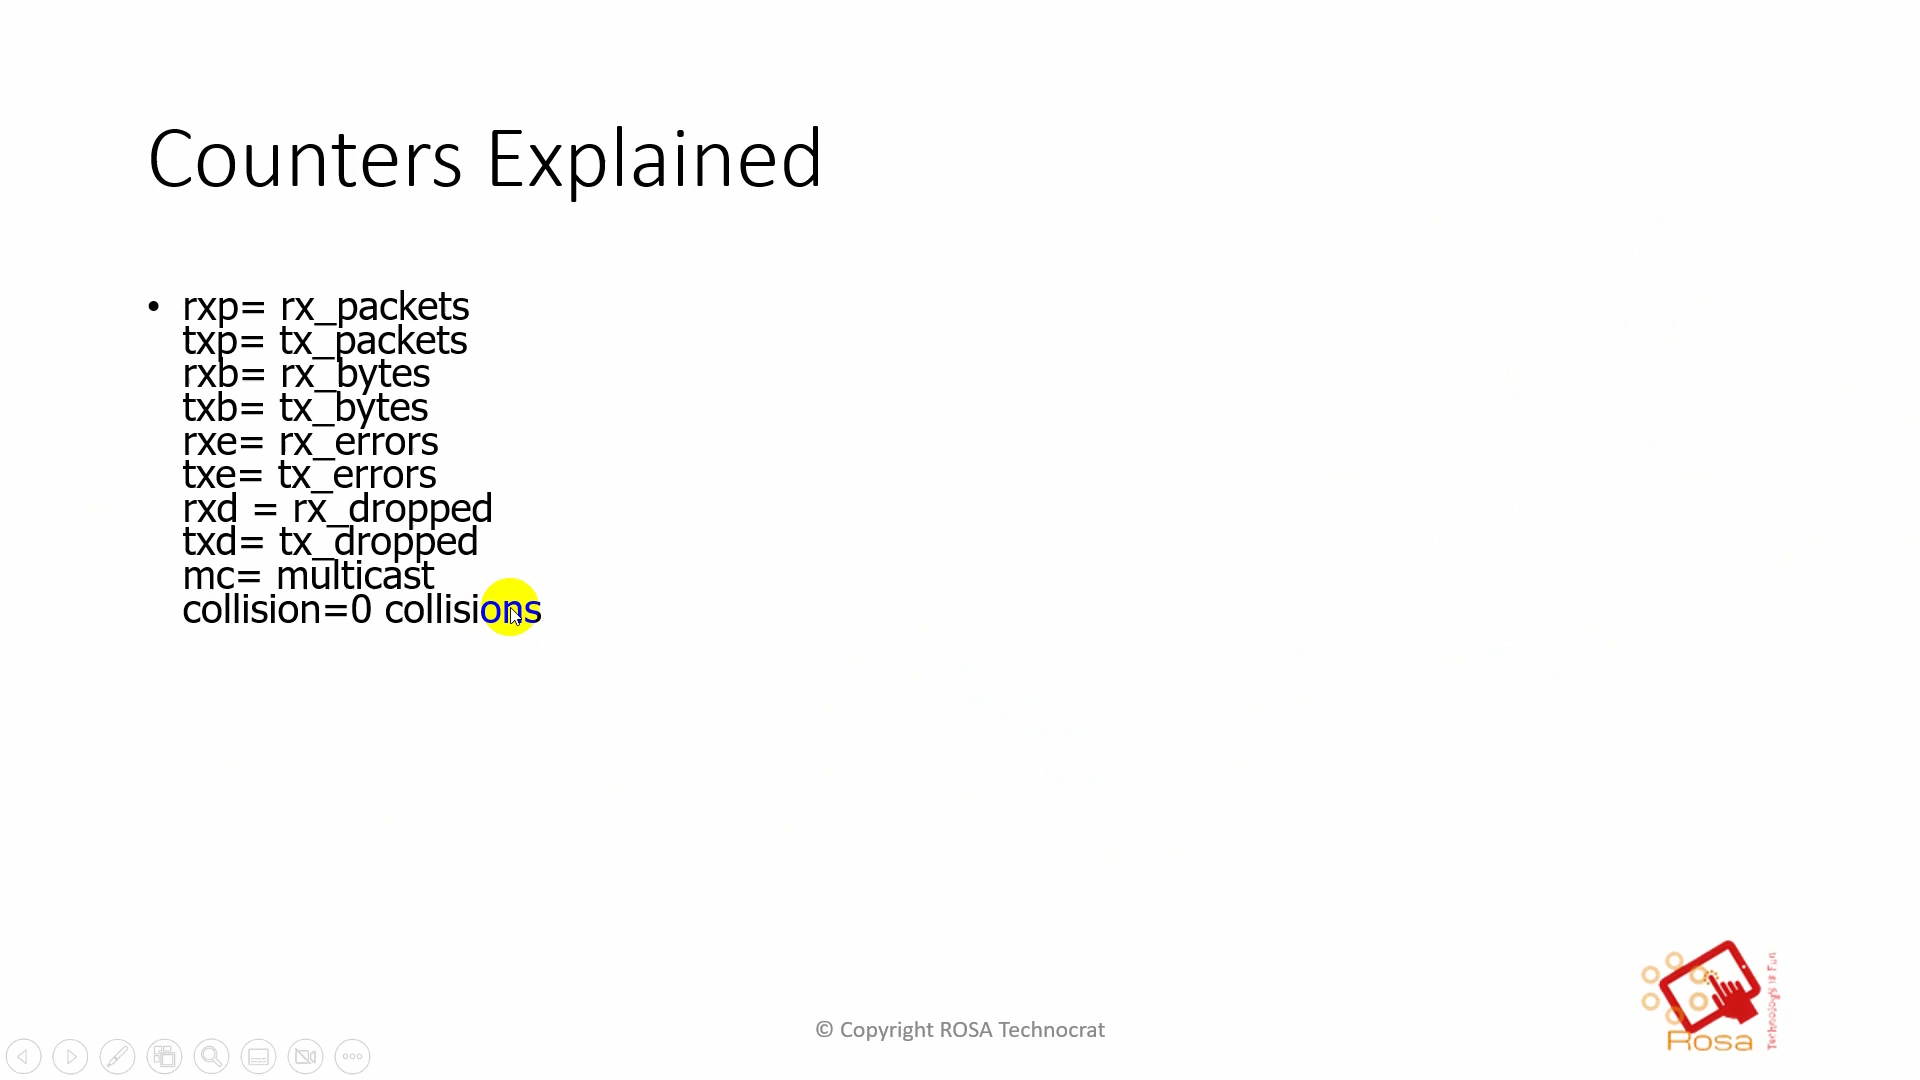 Counters Explained
• rxp= rx_packets
txp= tx_packets
rxb= rx_bytes
txb= tx_bytes
rxe= rx_errors
txe= tx_errors
rxd = rx_dropped
txd= tx_dropped
mc= multicast
collision=0 collisions
© Copyright ROSA Technocrat
Rosa
Technology is Fun